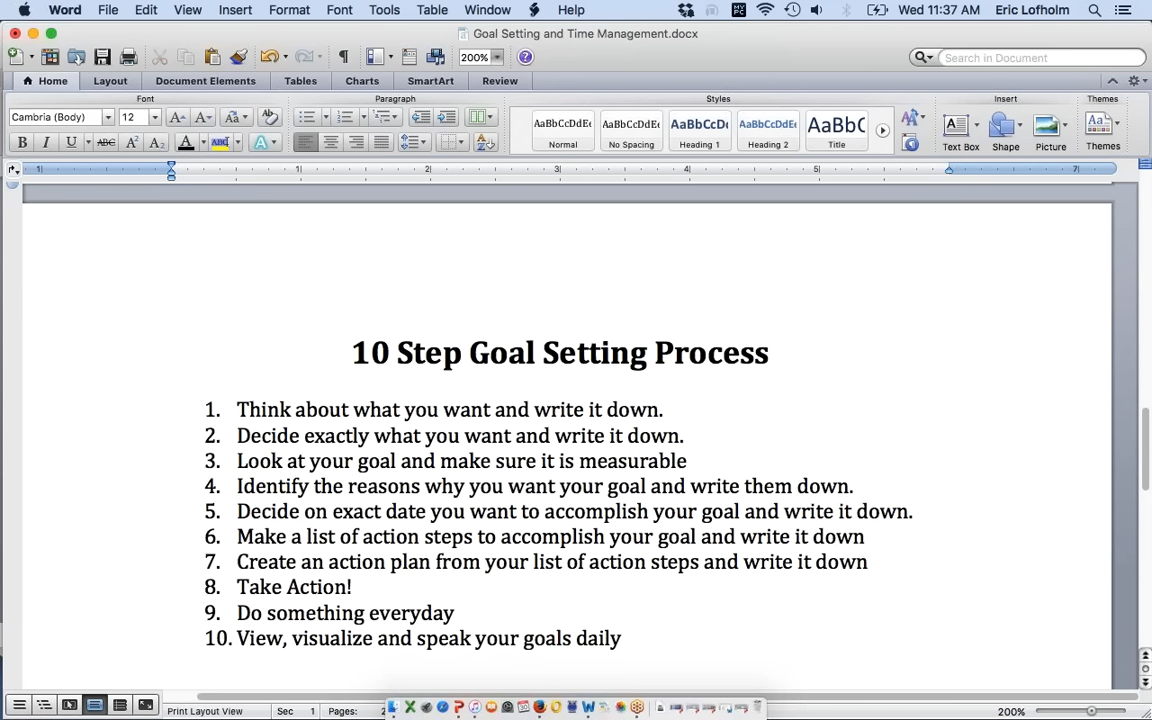 Word File Edit View Insert Format Font Tools Table Window Help Wed 11:37 AM Eric Lofholm
Goal Setting and Time Management.docx
200% Search in Document
Home Layout Document Elements Tables Charts SmartArt Review
Font Paragraph Styles Insert Themes
Cambria (Body) 12
AaBbCcDdEe AaBbCcDdEe AaBbCcDc AaBbCcDdEe AaBbC
Normal No Spacing Heading 1 Heading 2 Title Text Box Shape Picture Themes
1 1 2 3 4 5 7
10 Step Goal Setting Process
1. Think about what you want and write it down.
2. Decide exactly what you want and write it down.
3. Look at your goal and make sure it is measurable
4. Identify the reasons why you want your goal and write them down.
5. Decide on exact date you want to accomplish your goal and write it down.
6. Make a list of action steps to accomplish your goal and write it down
7. Create an action plan from your list of action steps and write it down
8. Take Action!
9. Do something everyday
10. View, visualize and speak your goals daily
Print Layout View Sec 1 Pages: 200%